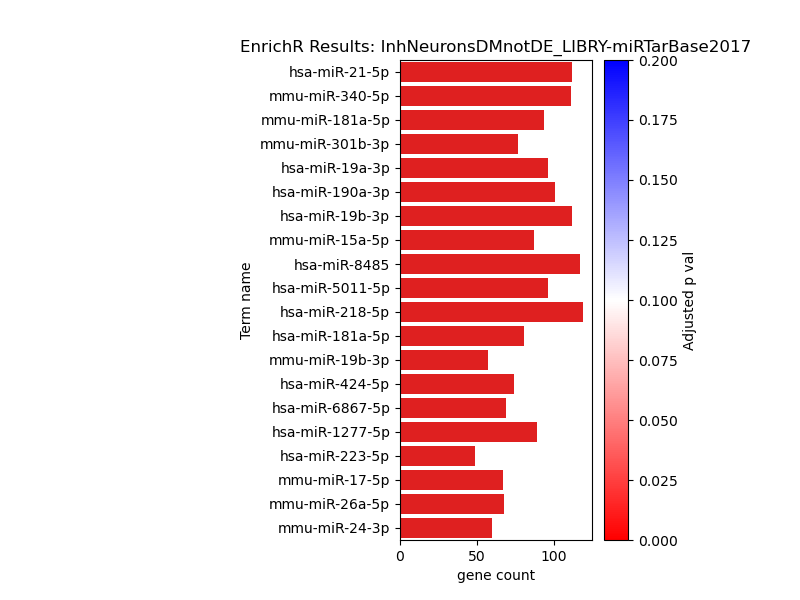 EnrichR Results: InhNeuronsDMnotDE_LIBRY-miRTarBase2017
Term name
hsa-miR-21-5p
mmu-miR-340-5p
mmu-miR-181a-5p
mmu-miR-301b-3p
hsa-miR-19a-3p
hsa-miR-190a-3p
hsa-miR-19b-3p
mmu-miR-15a-5p
hsa-miR-8485
hsa-miR-5011-5p
hsa-miR-218-5p
hsa-miR-181a-5p
mmu-miR-19b-3p
hsa-miR-424-5p
hsa-miR-6867-5p
hsa-miR-1277-5p
hsa-miR-223-5p
mmu-miR-17-5p
mmu-miR-26a-5p
mmu-miR-24-3p
0 50 100
gene count
0.200
0.175
0.150
0.125
0.100
0.075
0.050
0.025
0.000
Adjusted p val